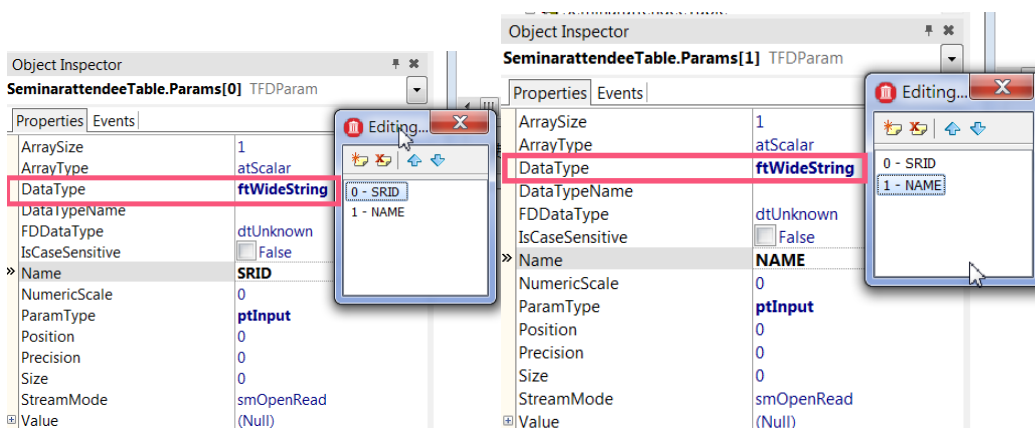 Object Inspector
SeminarattendeeTable.Params[0] TFDParam
Properties Events
ArraySize 1
ArrayType atScalar
DataType ftWideString
DataTypeName
FDDataType dtUnknown
IsCaseSensitive False
Name SRID
NumericScale 0
ParamType ptInput
Position 0
Precision 0
Size 0
StreamMode smOpenRead
Value (Null)
Editing...
0 - SRID
1 - NAME
Object Inspector
SeminarattendeeTable.Params[1] TFDParam
Properties Events
ArraySize 1
ArrayType atScalar
DataType ftWideString
DataTypeName
FDDataType dtUnknown
IsCaseSensitive False
Name NAME
NumericScale 0
ParamType ptInput
Position 0
Precision 0
Size 0
StreamMode smOpenRead
Value (Null)
Editing...
0 - SRID
1 - NAME